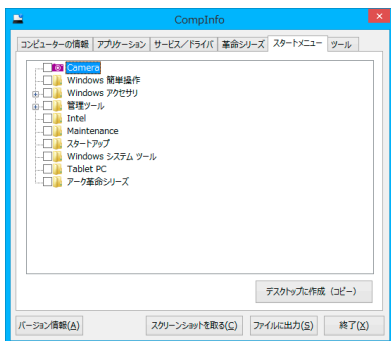 CompInfo
コンピューターの情報 アプリケーション サービス／ドライバ 革命シリーズ スタートメニュー ツール
Camera
Windows 簡単操作
Windows アクセサリ
管理ツール
Intel
Maintenance
スタートアップ
Windows システム ツール
Tablet PC
アーク革命シリーズ
デスクトップに作成（コピー）
バージョン情報(A) スクリーンショットを取る(C) ファイルに出力(S) 終了(X)